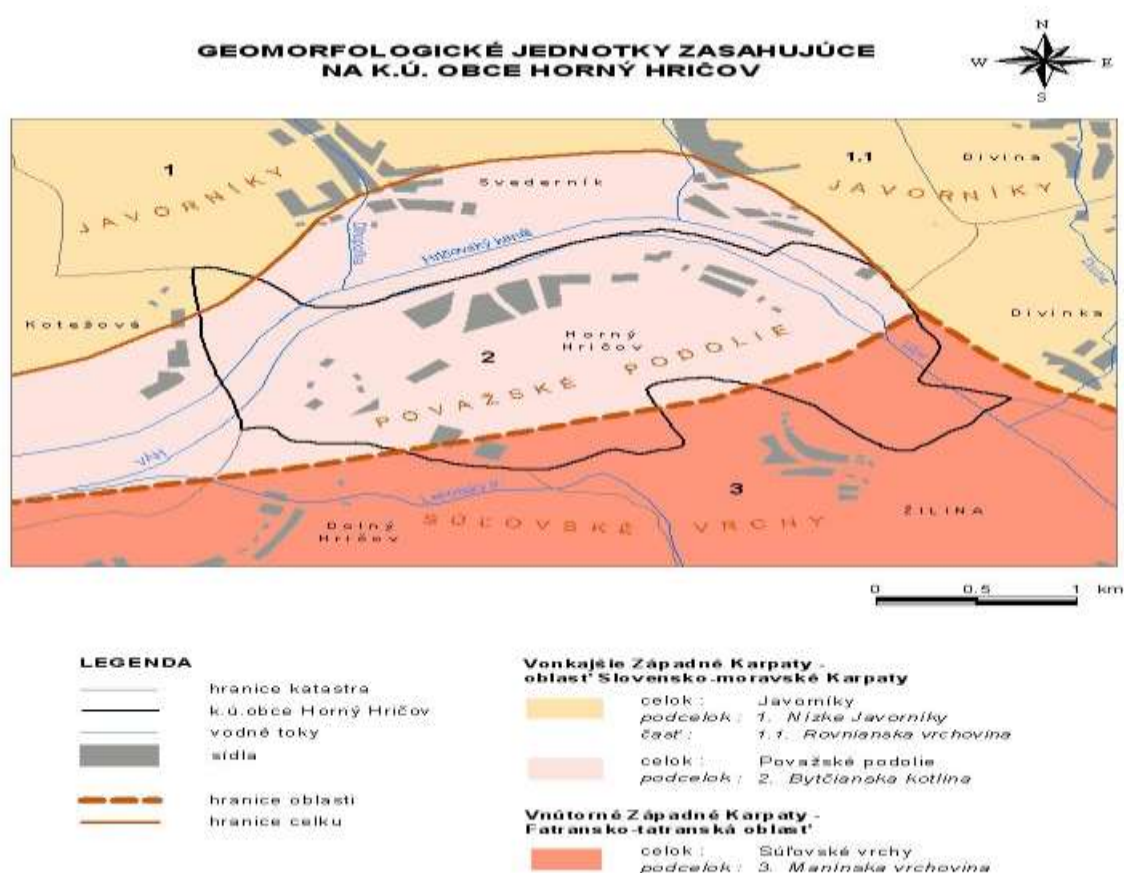 GEOMORFOLOGICKÉ JEDNOTKY ZASAHUJÚCE
NA K.Ú. OBCE HORNÝ HRIČOV
N
W
E
S
1
JAVORNÍKY
Svederník
1.1
JAVORNÍKY
Divina
Hričovský kanál
Kotešová
Horný
Hričov
2
POVAŽSKÉ PODOLIE
Divinka
Váh
Váh
3
SÚĽOVSKÉ VRCHY
Dolný
Hričov
ŽILINA
0 0.5 1 km
LEGENDA
hranice katastra
k.ú.obce Horný Hričov
vodné toky
sídla
hranice oblasti
hranice celku
Vonkajšie Západné Karpaty -
oblasť Slovensko-moravské Karpaty
celok : Javorníky
podcelok : 1. Nízke Javorníky
časť : 1.1. Rovnianska vrchovina
celok : Považské podolie
podcelok : 2. Bytčianska kotlina
Vnútorné Západné Karpaty -
Fatransko-tatranská oblasť
celok : Súľovské vrchy
podcelok : 3. Manínska vrchovina